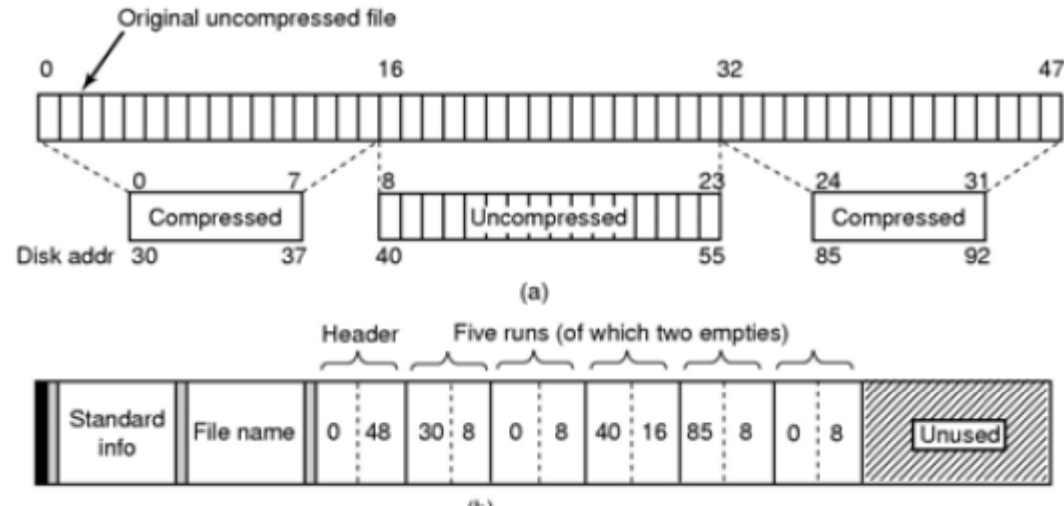 Original uncompressed file
0 16 32 47
0 7 8 23 24 31
Compressed Uncompressed Compressed
Disk addr 30 37 40 55 85 92
(a)
Header Five runs (of which two empties)
Standard info File name 0 48 30 8 0 8 40 16 85 8 0 8 Unused